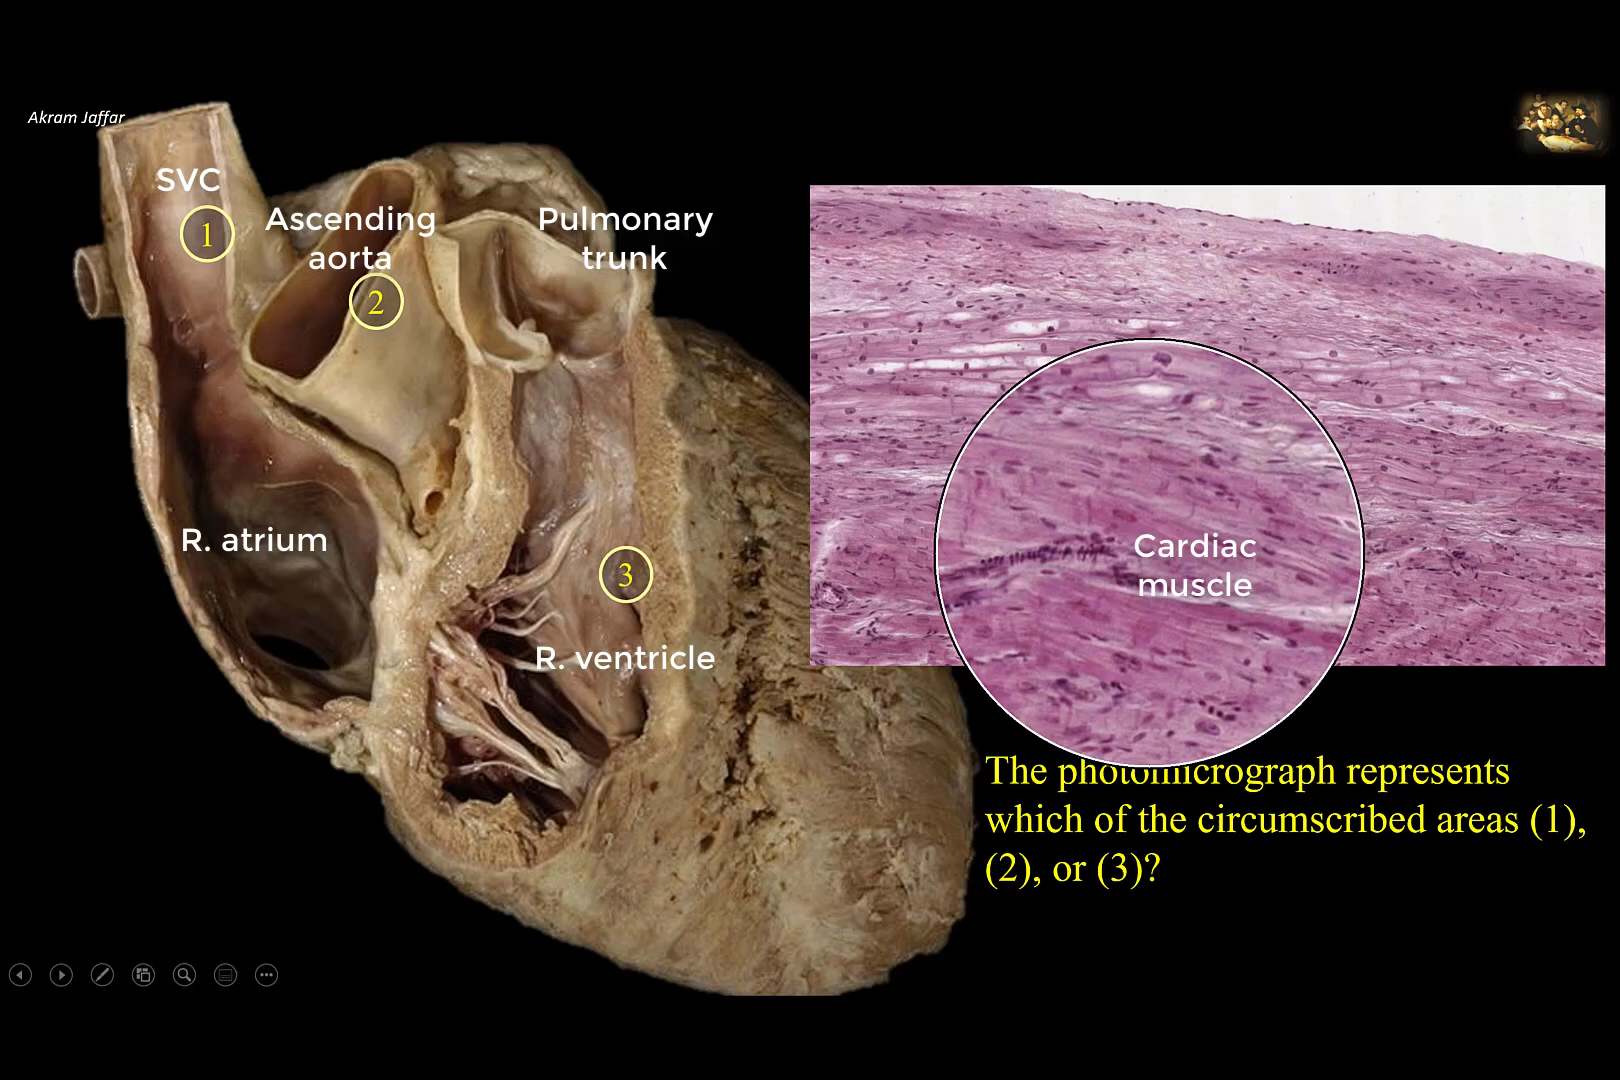 Akram Jaffar
SVC
1
Ascending
aorta
2
Pulmonary
trunk
R. atrium
3
R. ventricle
Cardiac
muscle
The photomicrograph represents
which of the circumscribed areas (1),
(2), or (3)?